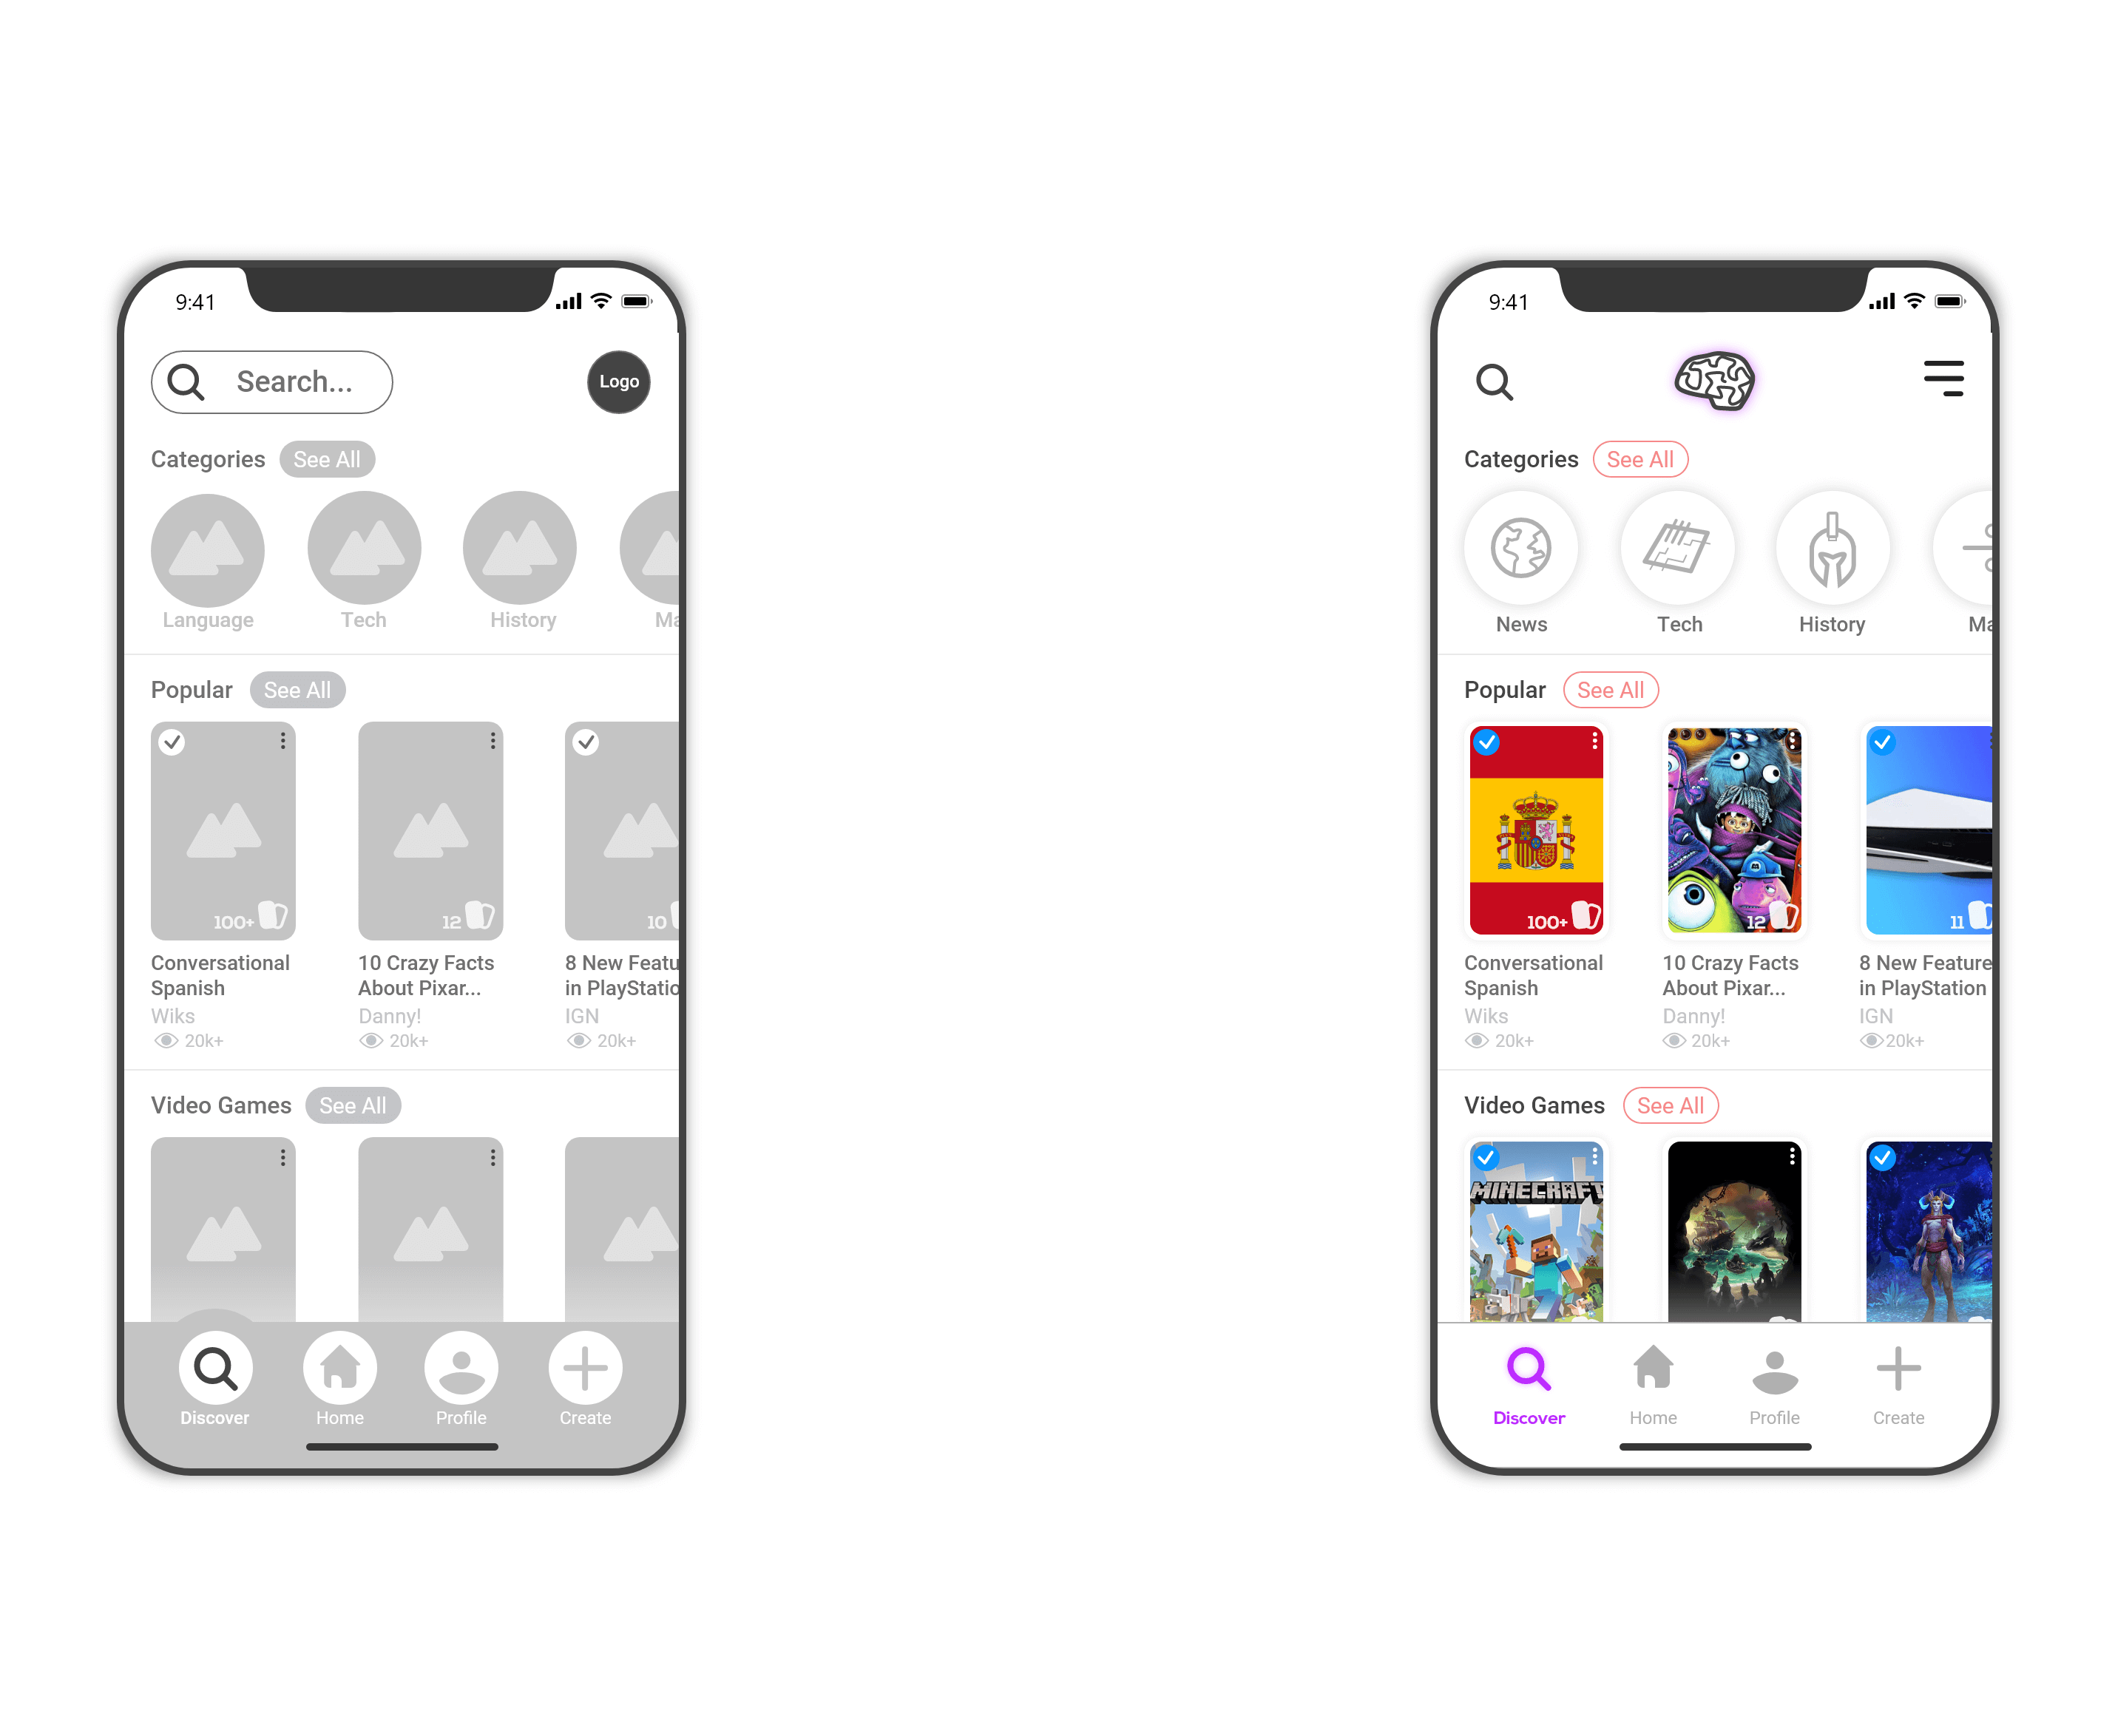 9:41
Search...
Logo
Categories See All
Language Tech History Ma
Popular See All
100+ 12 10
Conversational Spanish
10 Crazy Facts About Pixar...
8 New Featu
in PlayStatio
Wiks Danny! IGN
20k+ 20k+ 20k+
Video Games See All
Discover Home Profile Create
9:41
Categories See All
News Tech History Ma
Popular See All
100+ 12 11
Conversational Spanish
10 Crazy Facts About Pixar...
8 New Feature
in PlayStation
Wiks Danny! IGN
20k+ 20k+ 20k+
Video Games See All
MINECRAFT
Discover Home Profile Create